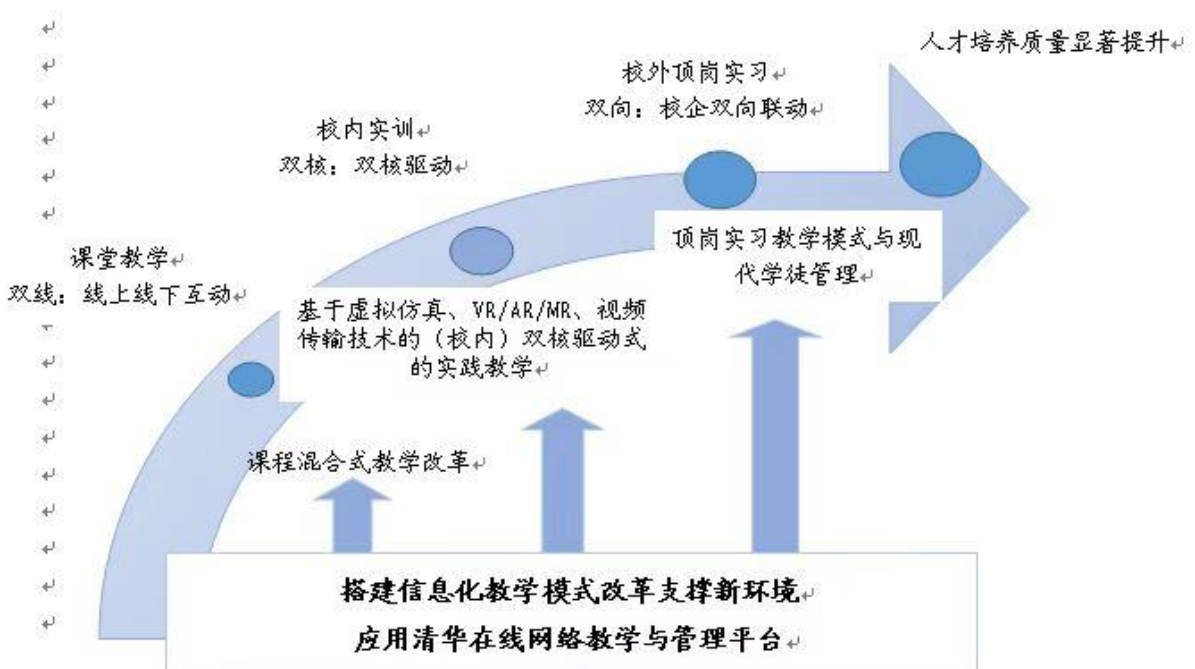 人才培养质量显著提升
校外顶岗实习
双向：校企双向联动
校内实训
双核：双核驱动
课堂教学
双线：线上线下互动
顶岗实习教学模式与现
代学徒管理
基于虚拟仿真、VR/AR/MR、视频
传输技术的（校内）双核驱动式
的实践教学
课程混合式教学改革
搭建信息化教学模式改革支撑新环境
应用清华在线网络教学与管理平台